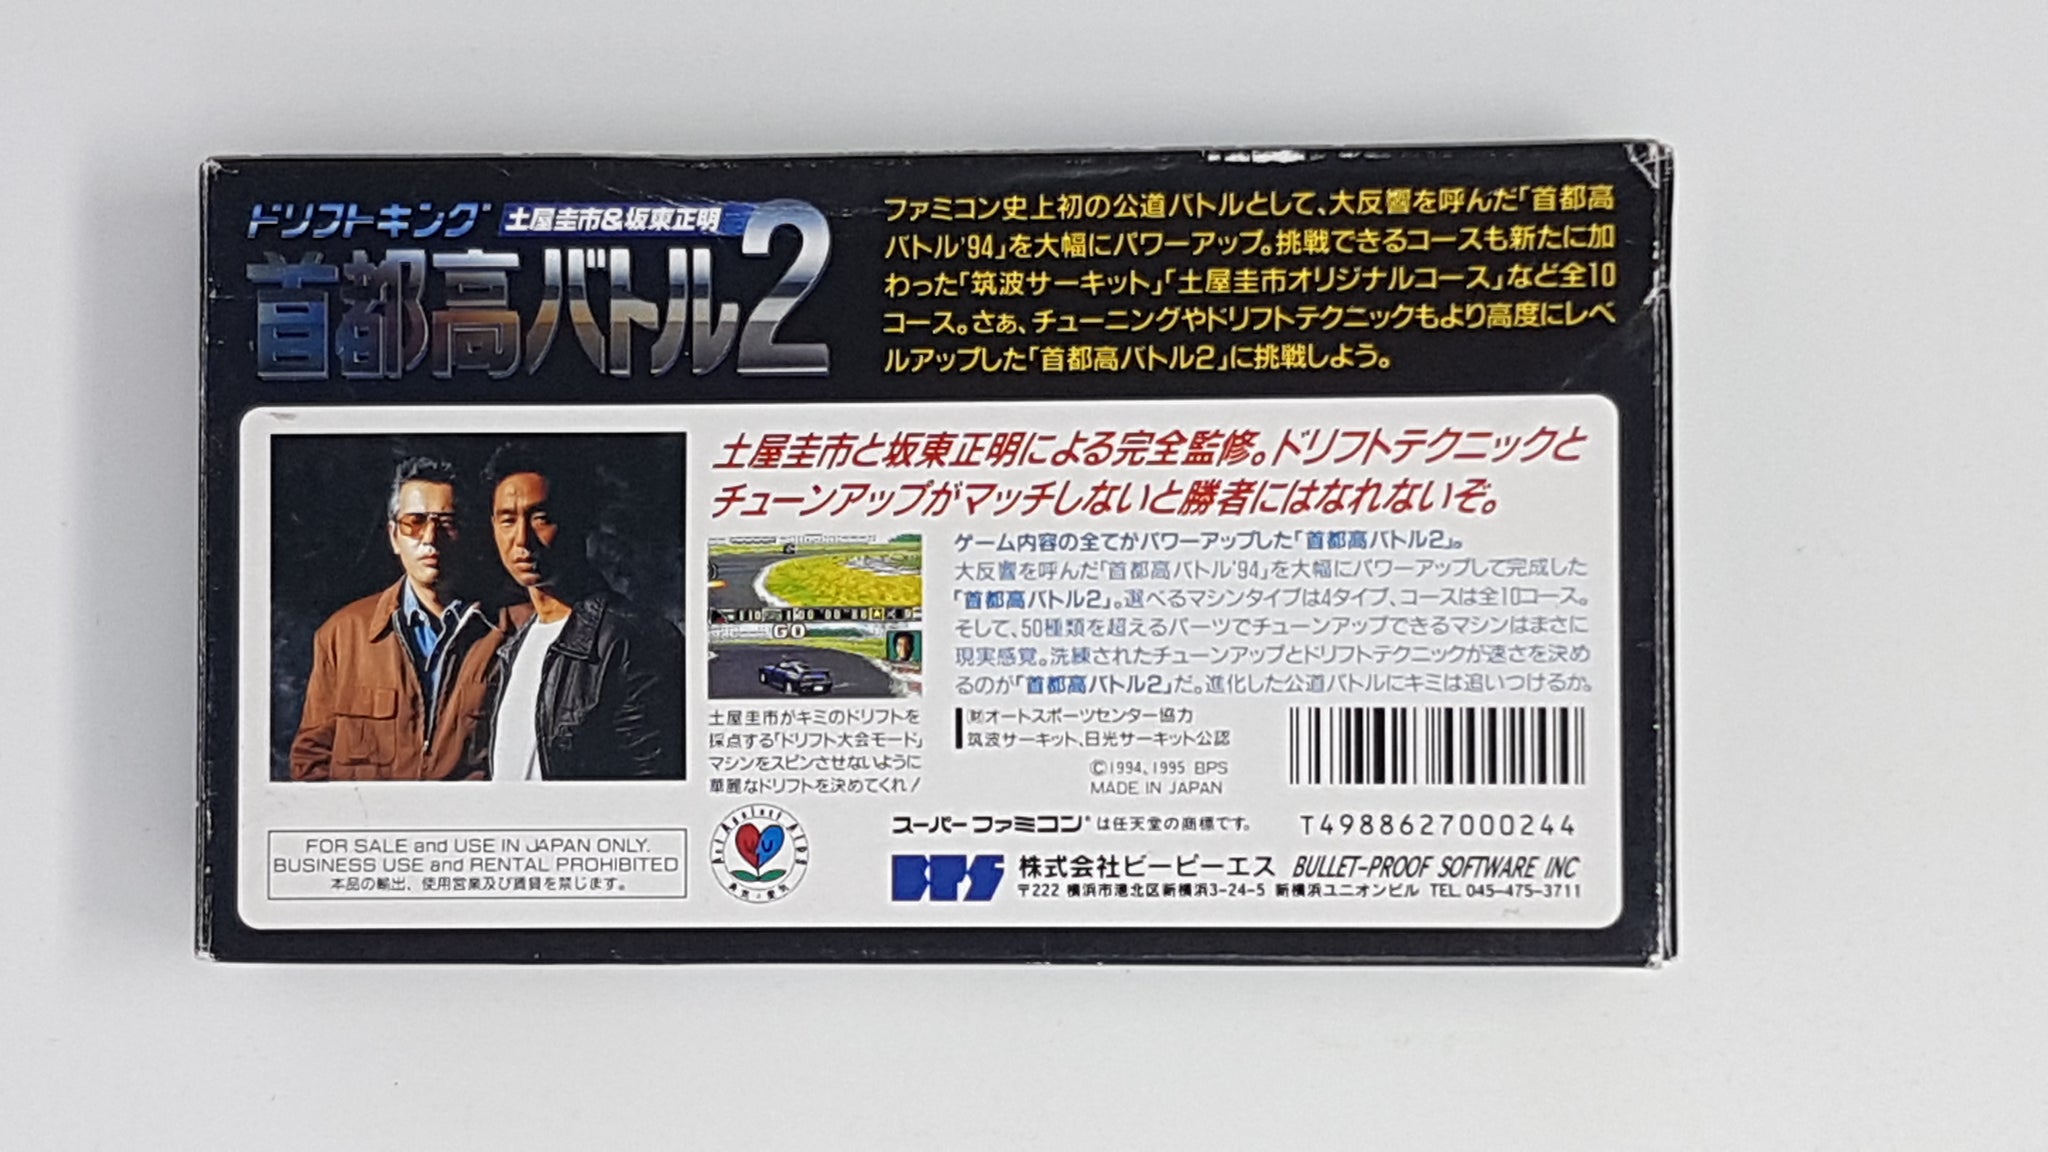 ドリフトキング 土屋圭市&坂東正明
首都高バトル2
ファミコン史上初の公道バトルとして、大反響を呼んだ「首都高
バトル'94」を大幅にパワーアップ。挑戦できるコースも新たに加
わった「筑波サーキット」「土屋圭市オリジナルコース」など全10
コース。さぁ、チューニングやドリフトテクニックもより高度にレベ
ルアップした「首都高バトル2」に挑戦しよう。
土屋圭市と坂東正明による完全監修。ドリフトテクニックと
チューンアップがマッチしないと勝者にはなれないぞ。
GO
ゲーム内容の全てがパワーアップした「首都高バトル2」。
大反響を呼んだ「首都高バトル'94」を大幅にパワーアップして完成した
「首都高バトル2」。選べるマシンタイプは4タイプ、コースは全10コース。
そして、50種類を超えるパーツでチューンアップできるマシンはまさに
現実感覚。洗練されたチューンアップとドリフトテクニックが速さを決め
るのが「首都高バトル2」だ。進化した公道バトルにキミは追いつけるか。
土屋圭市がキミのドリフトを
採点する「ドリフト大会モード」
マシンをスピンさせないように
華麗なドリフトを決めてくれ!
㈶オートスポーツセンター協力
筑波サーキット、日光サーキット公認
©1994、1995 BPS
MADE IN JAPAN
T4988627000244
FOR SALE and USE IN JAPAN ONLY.
BUSINESS USE and RENTAL PROHIBITED
本品の輸出、使用営業及び賃貸を禁じます。
Act Against AIDS
スーパーファミコン®は任天堂の商標です。
BPS 株式会社ビーピーエス BULLET-PROOF SOFTWARE INC
〒222 横浜市港北区新横浜3-24-5 新横浜ユニオンビル TEL 045-475-3711